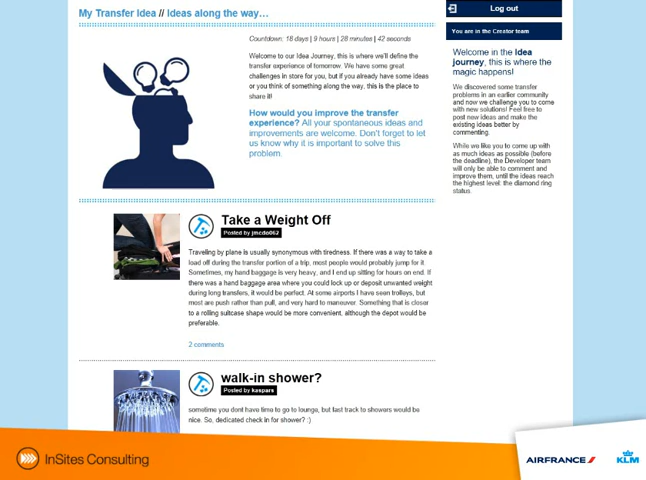 My Transfer Idea // Ideas along the way…
Countdown: 18 days | 9 hours | 28 minutes | 42 seconds
Welcome to our Idea Journey, this is where we'll define the
transfer experience of tomorrow. We have some great
challenges in store for you, but if you already have some ideas
or you think of something along the way, this is the place to
share it!
How would you improve the transfer
experience? All your spontaneous ideas and
improvements are welcome. Don't forget to let
us know why it is important to solve this
problem.
Take a Weight Off
Posted by jmcdo063
Traveling by plane is usually synonymous with tiredness. If there was a way to take a
load off during the transfer portion of a trip, most people would probably jump for it.
Sometimes, my hand baggage is very heavy, and I end up sitting for hours on end. If
there was a hand baggage area where you could lock up or deposit unwanted weight
during long transfers, it would be perfect. At some airports I have seen trolleys, but
most are push rather than pull, and very hard to maneuver. Something that is closer
to a rolling suitcase shape would be more convenient, although the depot would be
preferable.
2 comments
walk-in shower?
Posted by kaspars
sometime you dont have time to go to lounge, but fast track to showers would be
nice. So, dedicated check in for shower? :)
Log out
You are in the Creator team
Welcome in the Idea
journey, this is where the
magic happens!
We discovered some transfer
problems in an earlier community
and now we challenge you to come
with new solutions! Feel free to
post new ideas and make the
existing ideas better by
commenting.
While we like you to come up with
as much ideas as possible (before
the deadline), the Developer team
will only be able to comment and
improve them, until the ideas reach
the highest level: the diamond ring
status.
InSites Consulting
AIRFRANCE
KLM